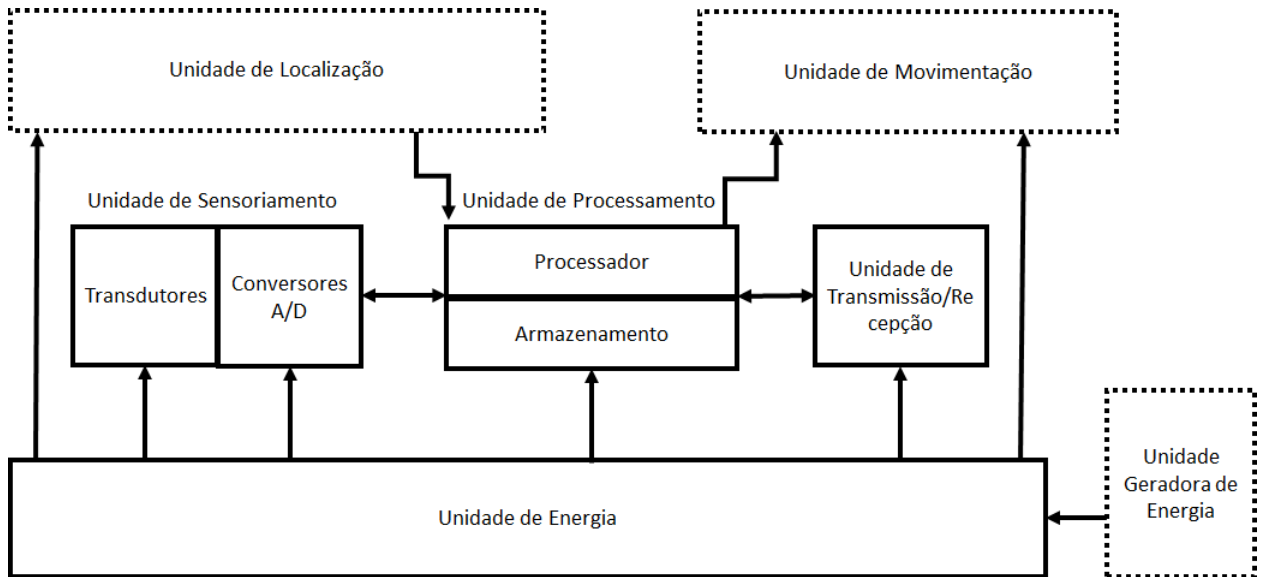 Unidade de Localização
Unidade de Movimentação
Unidade de Sensoriamento
Unidade de Processamento
Transdutores
Conversores
A/D
Processador
Armazenamento
Unidade de
Transmissão/Re
cepção
Unidade de Energia
Unidade
Geradora de
Energia